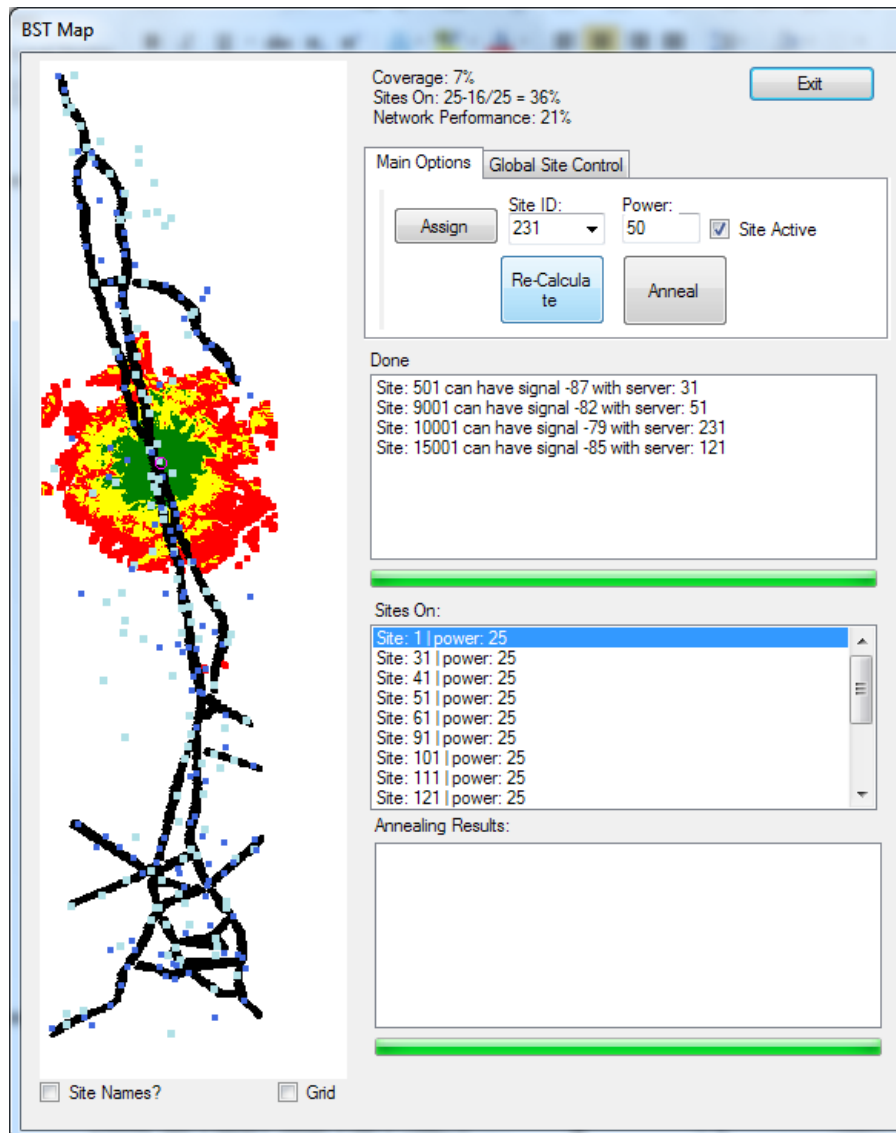 BST Map
Coverage: 7%
Sites On: 25-16/25 = 36%
Network Perfomance: 21%
Exit
Main Options
Global Site Control
Site ID:
Power:
Assign
231
50
Site Active
Re-Calcula
te
Anneal
Done
Site: 501 can have signal -87 with server: 31
Site: 9001 can have signal -82 with server: 51
Site: 10001 can have signal -79 with server: 231
Site: 15001 can have signal -85 with server: 121
Sites On:
Site: 1 | power: 25
Site: 31 | power: 25
Site: 41 | power: 25
Site: 51 | power: 25
Site: 61 | power: 25
Site: 91 | power: 25
Site: 101 | power: 25
Site: 111 | power: 25
Site: 121 | power: 25
Annealing Results:
Site Names?
Grid